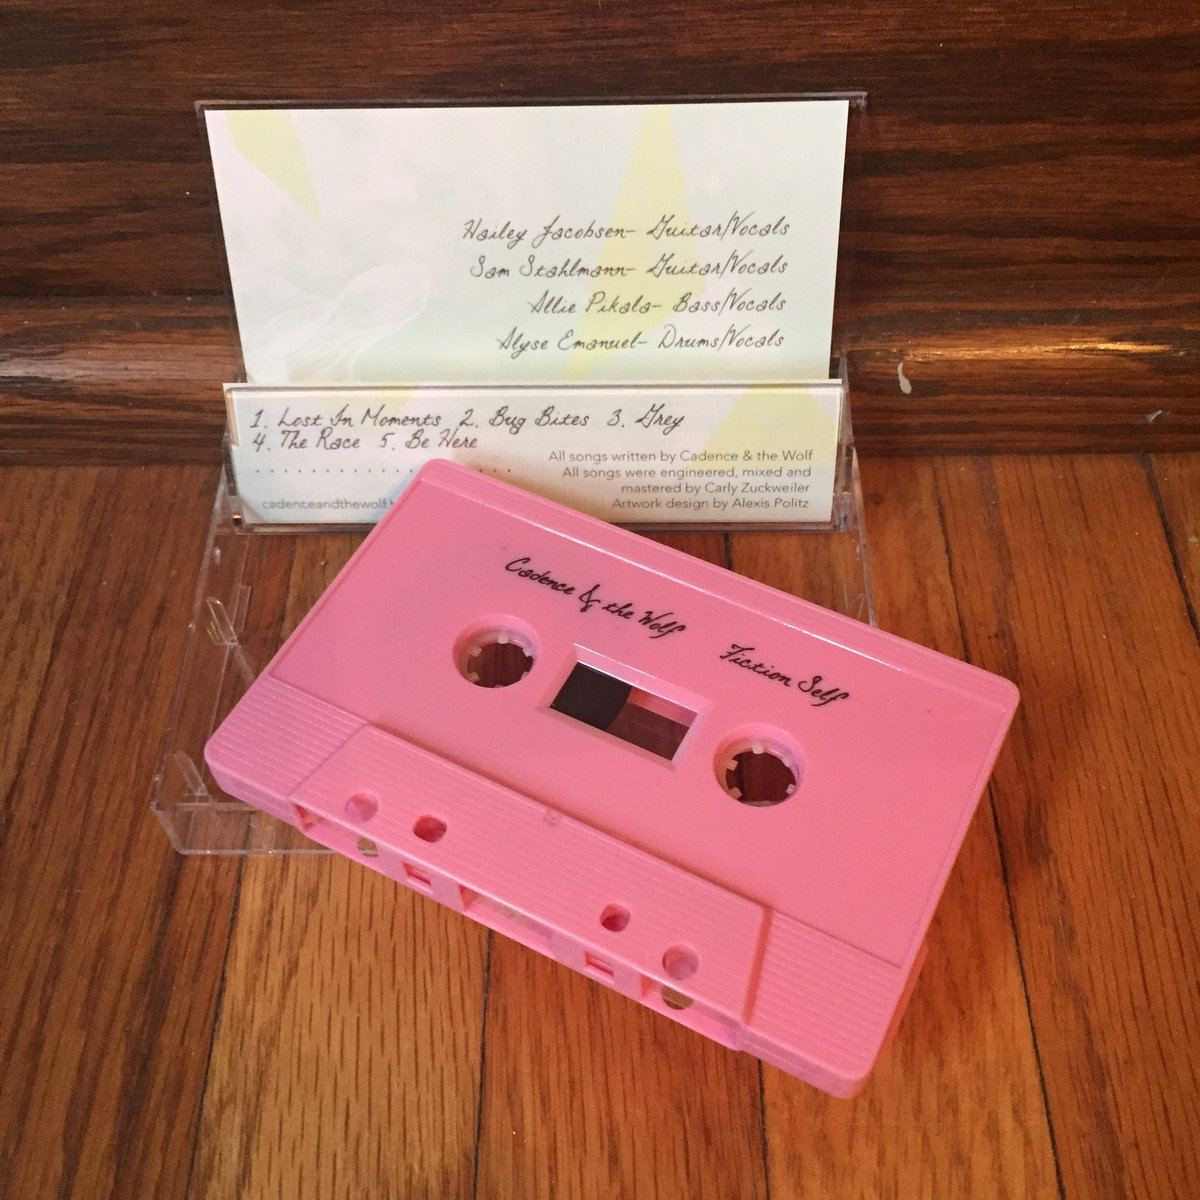 Hailey Jacobsen- Guitar/Vocals
Sam Stahlmann- Guitar/Vocals
Allie Pikala- Bass/Vocals
Alyse Emanuel- Drums/Vocals
1. Lost In Moments 2. Bug Bites 3. Grey
4. The Race 5. Be Here
All songs written by Cadence & the Wolf
All songs were engineered, mixed and
mastered by Carly Zuckweiler
Artwork design by Alexis Politz
cadenceandthewolf.
Cadence & the Wolf
Fiction Self